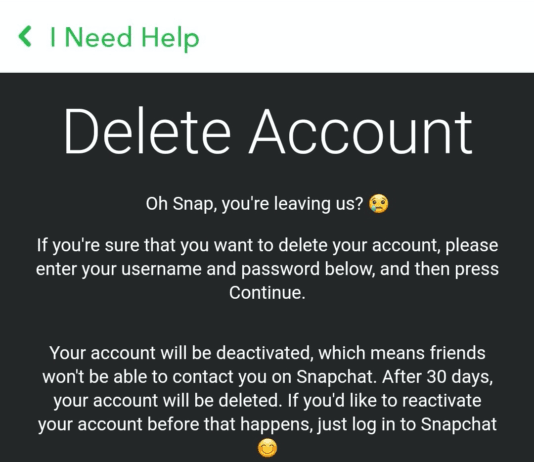 I Need Help
Delete Account
Oh Snap, you're leaving us? 😢
If you're sure that you want to delete your account, please
enter your username and password below, and then press
Continue.
Your account will be deactivated, which means friends
won't be able to contact you on Snapchat. After 30 days,
your account will be deleted. If you'd like to reactivate
your account before that happens, just log in to Snapchat
😊